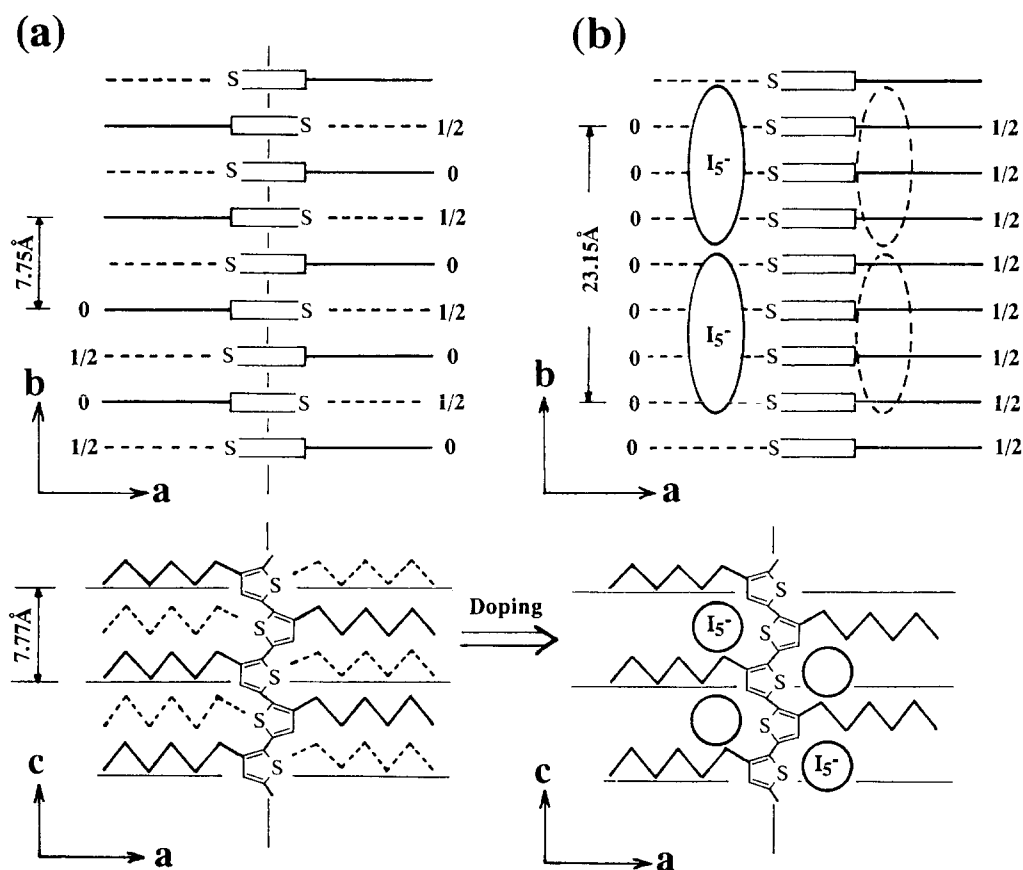 (a)
S
S 1/2
S 0
S 1/2
S 0
0 S 1/2
1/2 S 0
0 S 1/2
1/2 S 0
7.75Å
b
a
(b)
S
0 S 1/2
0 I5- S 1/2
0 S 1/2
0 S 1/2
0 I5- S 1/2
0 S 1/2
0 S 1/2
0 S 1/2
23.15Å
b
a
7.77Å
S
S
S
S
S
c
a
Doping
S
I5- S
S
S
S I5-
c
a